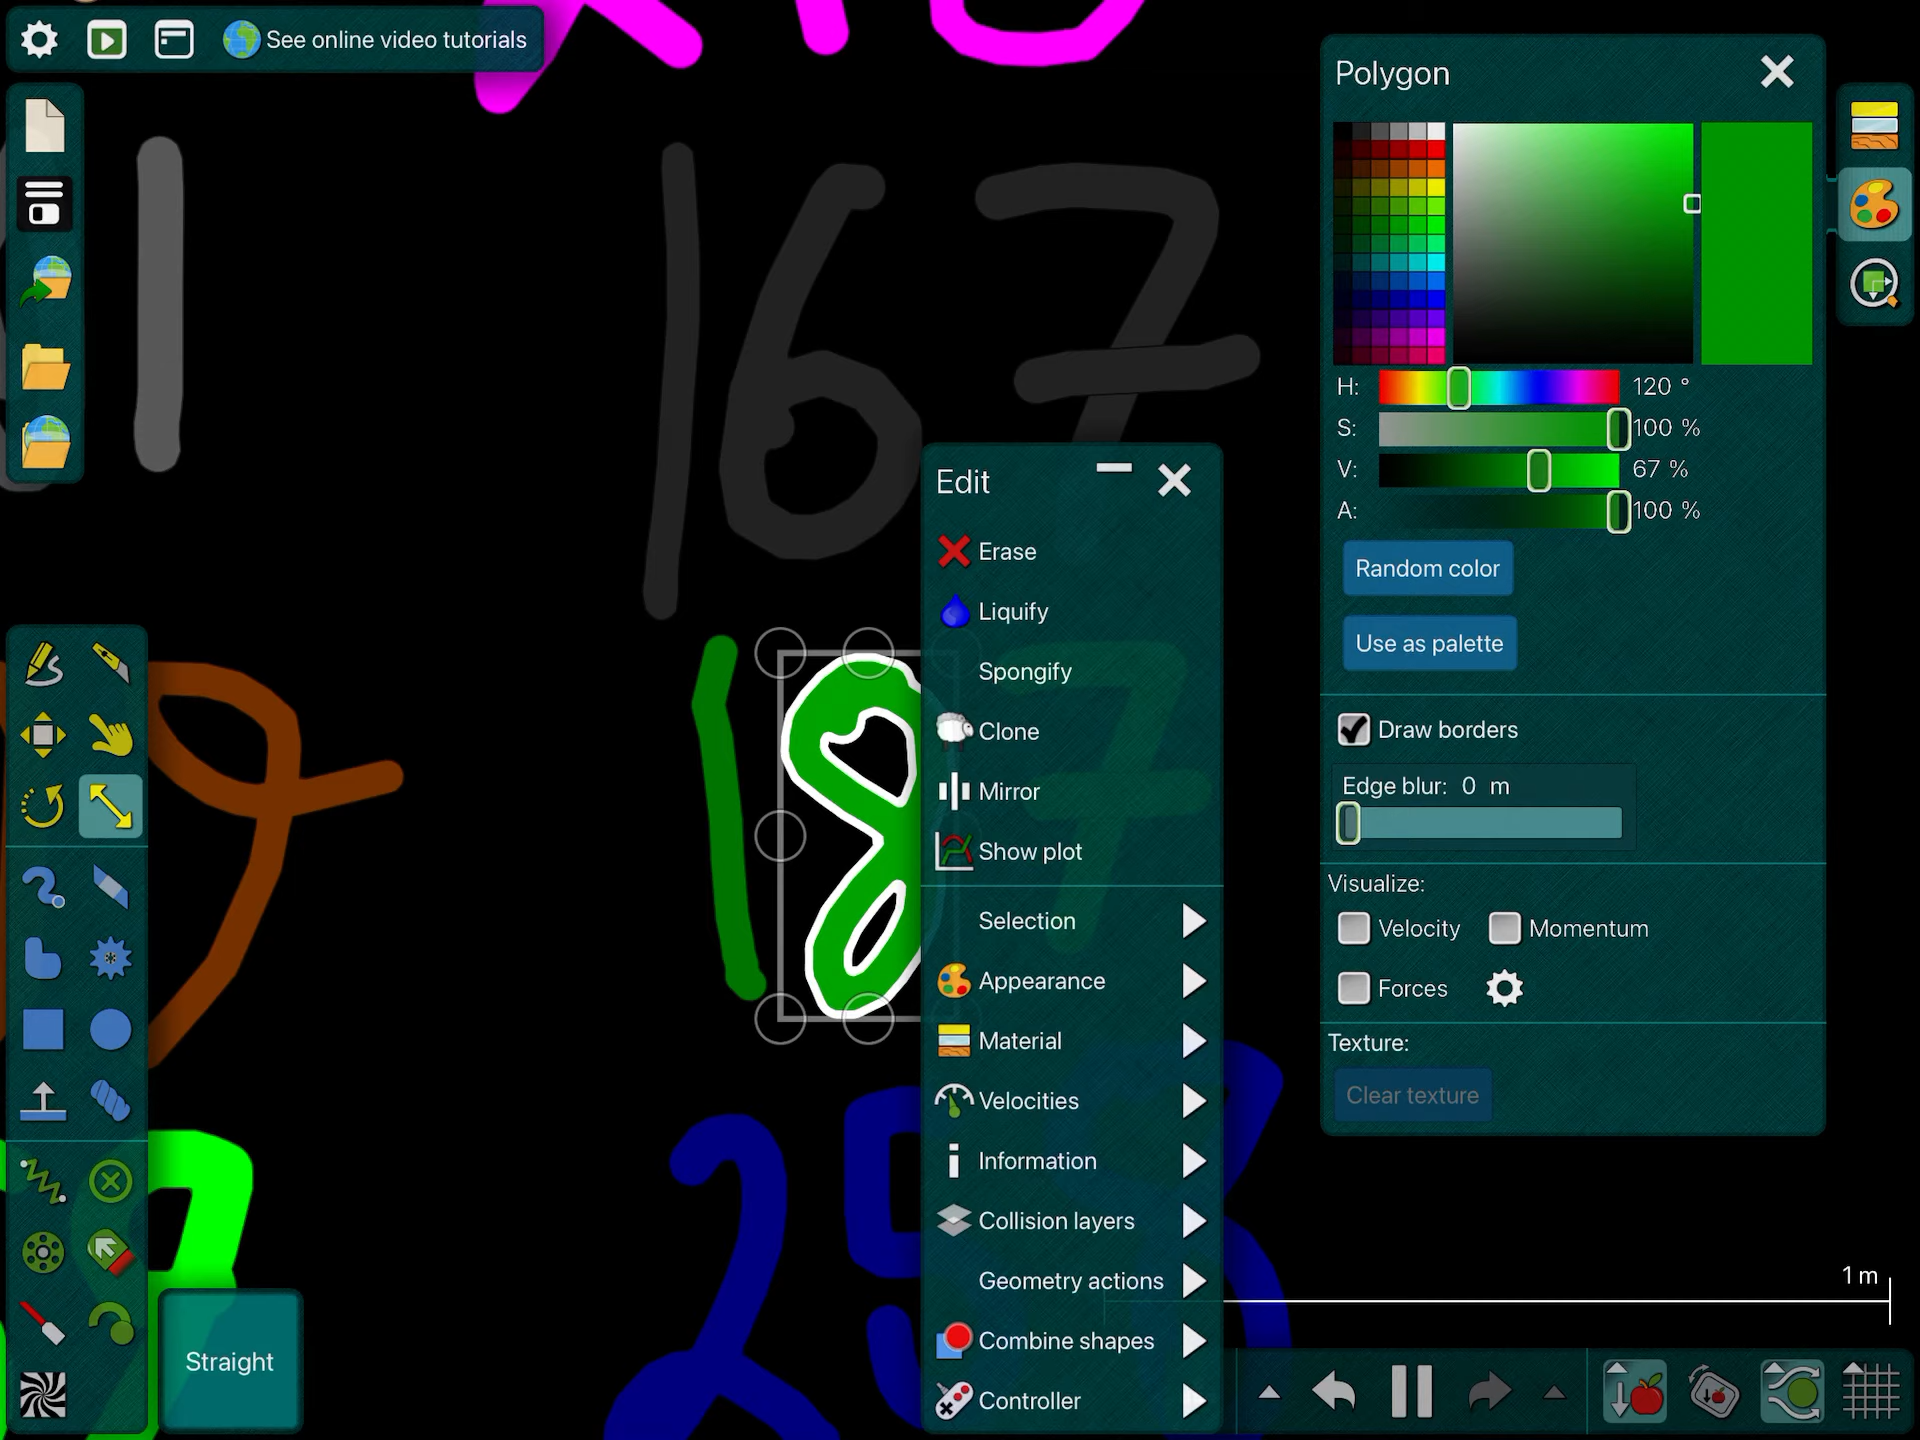 See online video tutorials
167
187
Straight
Edit
Erase
Liquify
Spongify
Clone
Mirror
Show plot
Selection
Appearance
Material
Velocities
Information
Collision layers
Geometry actions
Combine shapes
Controller
Polygon
H: 120 °
S: 100 %
V: 67 %
A: 100 %
Random color
Use as palette
Draw borders
Edge blur: 0 m
Visualize:
Velocity Momentum
Forces
Texture:
Clear texture
1 m